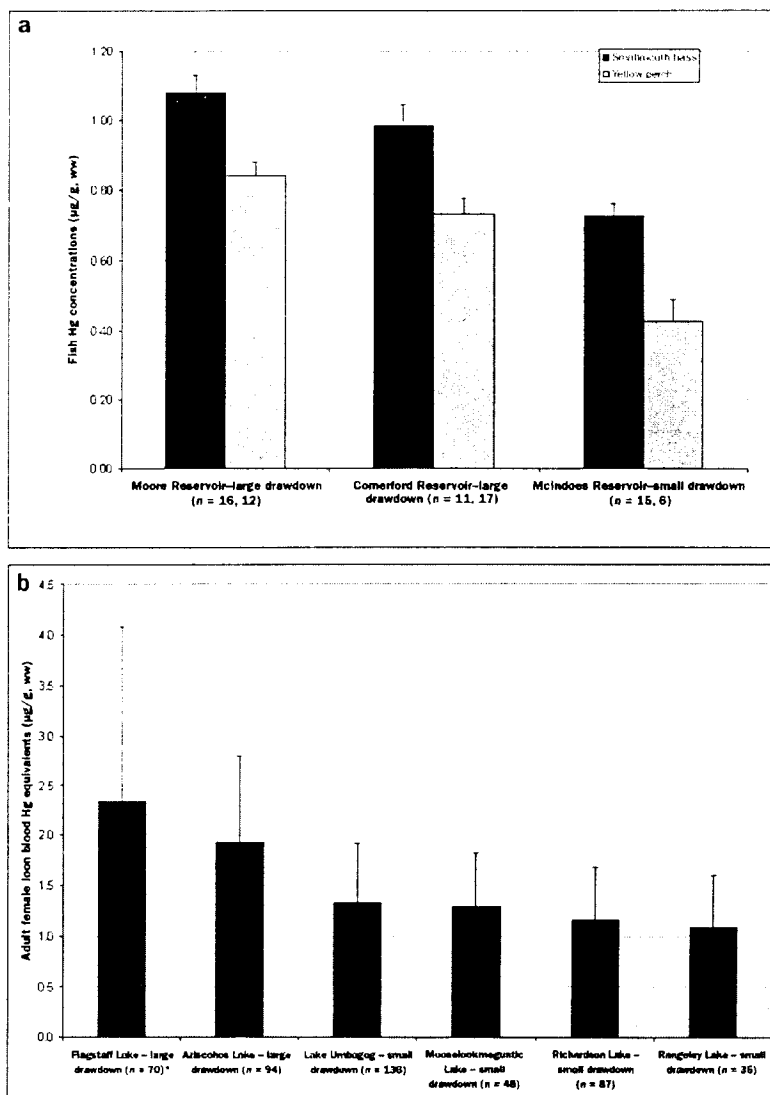 a
1.20
1.00
0.80
0.60
0.40
0.20
0.00
Fish Hg concentrations (µg/g, ww)
Smallmouth bass
Yellow perch
Moore Reservoir–large drawdown
(n = 16, 12)
Comerford Reservoir–large
drawdown (n = 11, 17)
McIndoes Reservoir–small drawdown
(n = 15, 6)
b
4.5
4.0
3.5
3.0
2.5
2.0
1.5
1.0
0.5
0.0
Adult female loon blood Hg equivalents (µg/g, ww)
Flagstaff Lake – large
drawdown (n = 70)*
Aziscohos Lake – large
drawdown (n = 94)
Lake Umbagog – small
drawdown (n = 136)
Mooselookmeguntic
Lake – small
drawdown (n = 48)
Richardson Lake –
small drawdown
(n = 87)
Rangeley Lake – small
drawdown (n = 35)